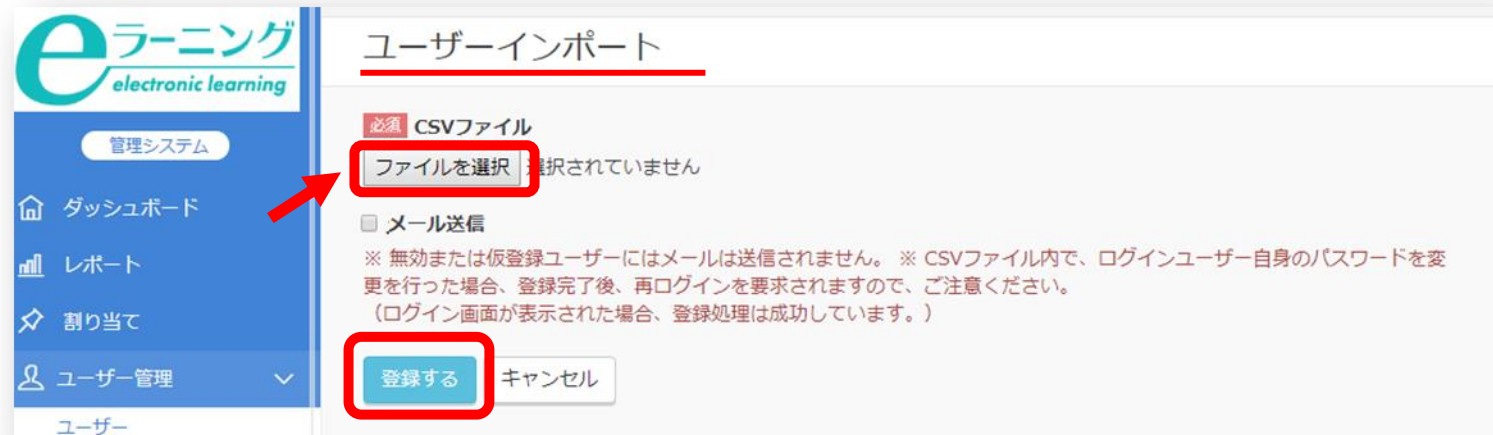 eラーニング
electronic learning
管理システム
ダッシュボード
レポート
割り当て
ユーザー管理
ユーザー
ユーザーインポート
必須 CSVファイル
ファイルを選択 選択されていません
メール送信
※ 無効または仮登録ユーザーにはメールは送信されません。 ※ CSVファイル内で、ログインユーザー自身のパスワードを変
更を行った場合、登録完了後、再ログインを要求されますので、ご注意ください。
（ログイン画面が表示された場合、登録処理は成功しています。）
登録する キャンセル